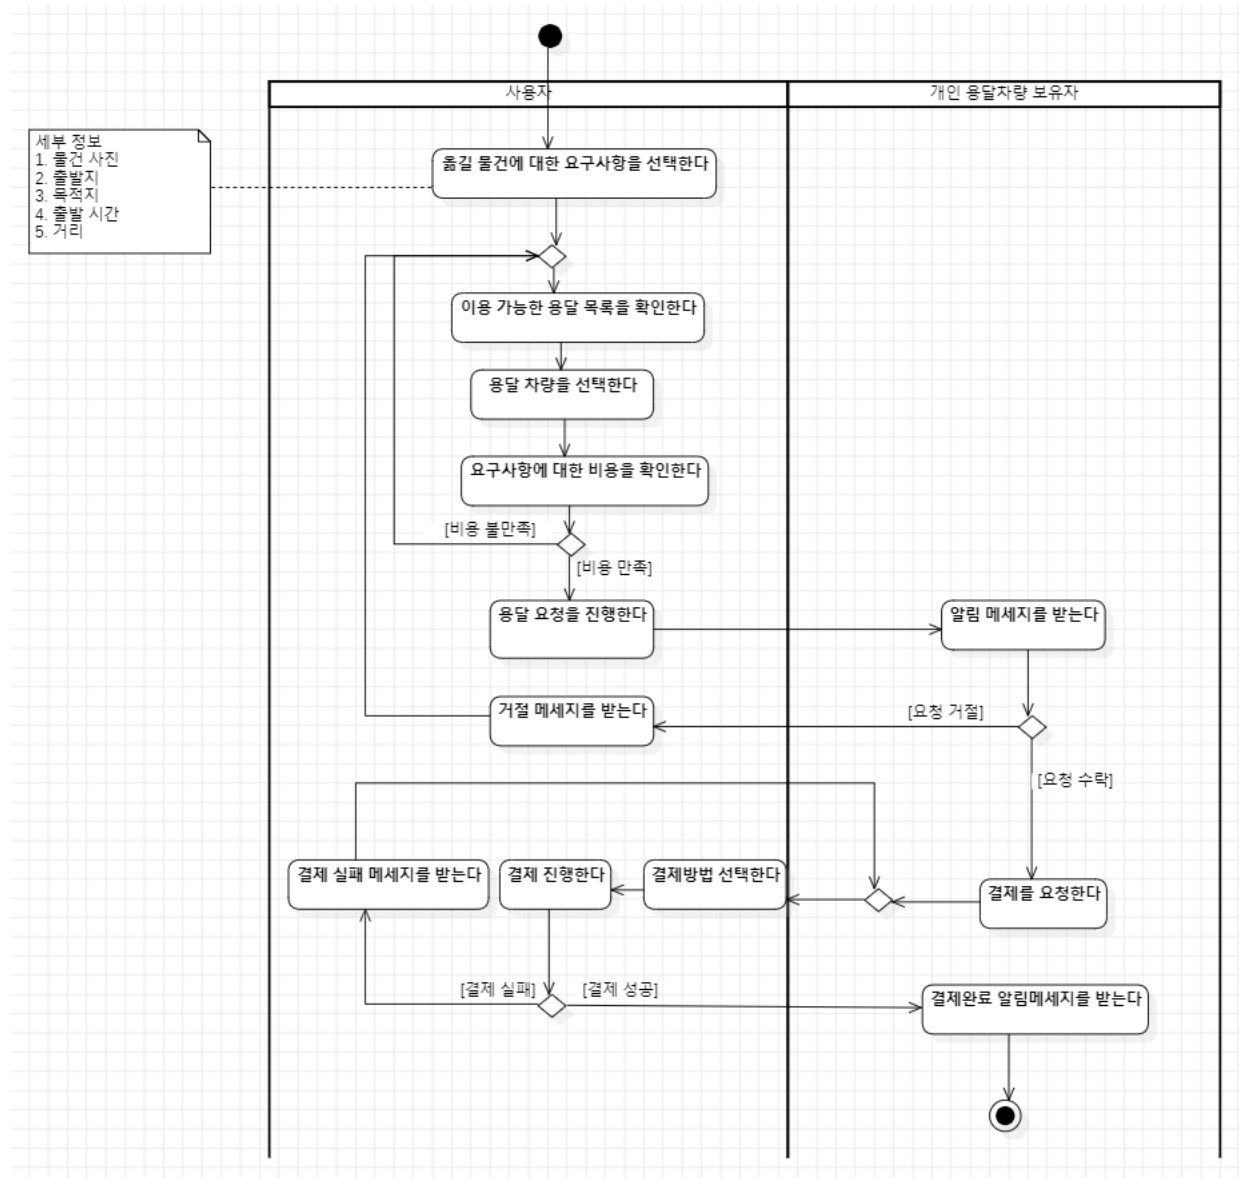 사용자
개인 용달차량 보유자
세부 정보
1. 물건 사진
2. 출발지
3. 목적지
4. 출발 시간
5. 거리
옮길 물건에 대한 요구사항을 선택한다
이용 가능한 용달 목록을 확인한다
용달 차량을 선택한다
요구사항에 대한 비용을 확인한다
[비용 불만족]
[비용 만족]
용달 요청을 진행한다
알림 메세지를 받는다
거절 메세지를 받는다
[요청 거절]
[요청 수락]
결제 실패 메세지를 받는다
결제 진행한다
결제방법 선택한다
결제를 요청한다
[결제 실패]
[결제 성공]
결제완료 알림메세지를 받는다